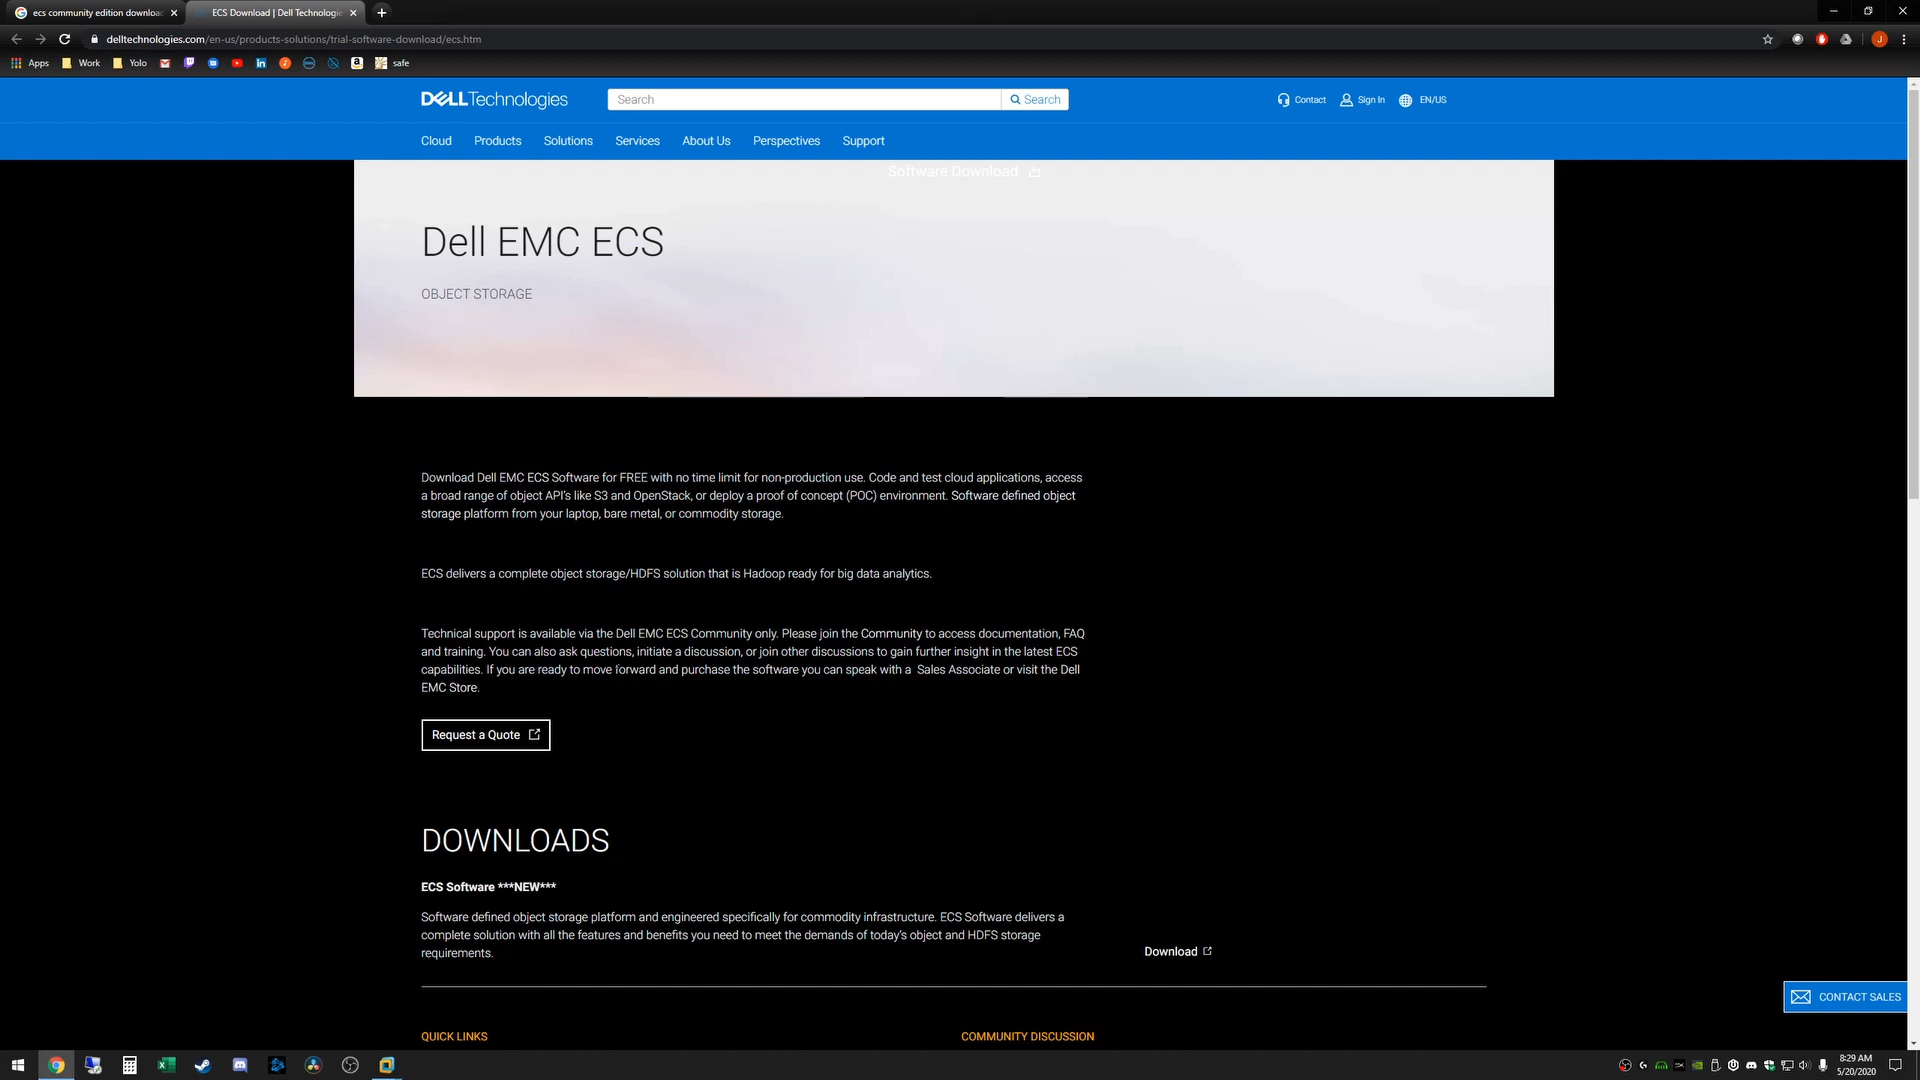 ecs community edition downloa
ECS Download | Dell Technologie
delltechnologies.com/en-us/products-solutions/trial-software-download/ecs.htm
Apps
Work
Yolo
safe
DELLTechnologies
Search
Search
Contact
Sign In
EN/US
Cloud
Products
Solutions
Services
About Us
Perspectives
Support
Software Download
Dell EMC ECS
OBJECT STORAGE
Download Dell EMC ECS Software for FREE with no time limit for non-production use. Code and test cloud applications, access
a broad range of object API's like S3 and OpenStack, or deploy a proof of concept (POC) environment. Software defined object
storage platform from your laptop, bare metal, or commodity storage.
ECS delivers a complete object storage/HDFS solution that is Hadoop ready for big data analytics.
Technical support is available via the Dell EMC ECS Community only. Please join the Community to access documentation, FAQ
and training. You can also ask questions, initiate a discussion, or join other discussions to gain further insight in the latest ECS
capabilities. If you are ready to move forward and purchase the software you can speak with a Sales Associate or visit the Dell
EMC Store.
Request a Quote
DOWNLOADS
ECS Software ***NEW***
Software defined object storage platform and engineered specifically for commodity infrastructure. ECS Software delivers a
complete solution with all the features and benefits you need to meet the demands of today's object and HDFS storage
requirements.
Download
CONTACT SALES
QUICK LINKS
COMMUNITY DISCUSSION
8:29 AM
5/20/2020